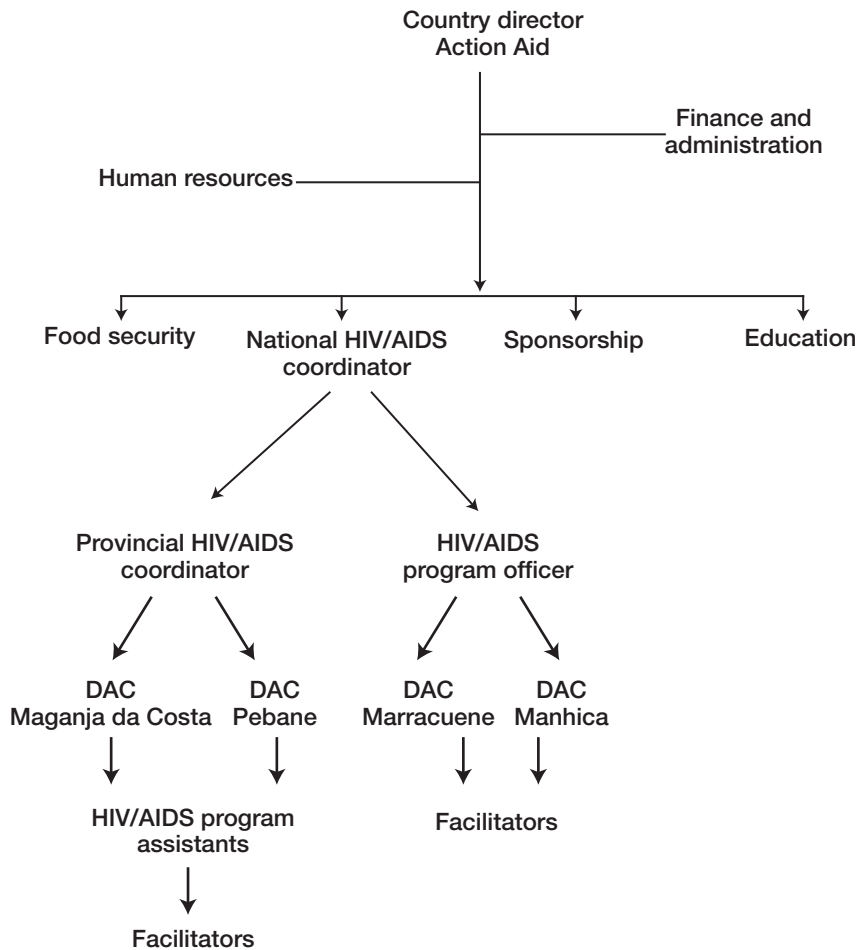 Country director
Action Aid
Finance and
administration
Human resources
Food security
National HIV/AIDS
coordinator
Sponsorship
Education
Provincial HIV/AIDS
coordinator
HIV/AIDS
program officer
DAC
Maganja da Costa
DAC
Pebane
DAC
Marracuene
DAC
Manhica
HIV/AIDS program
assistants
Facilitators
Facilitators